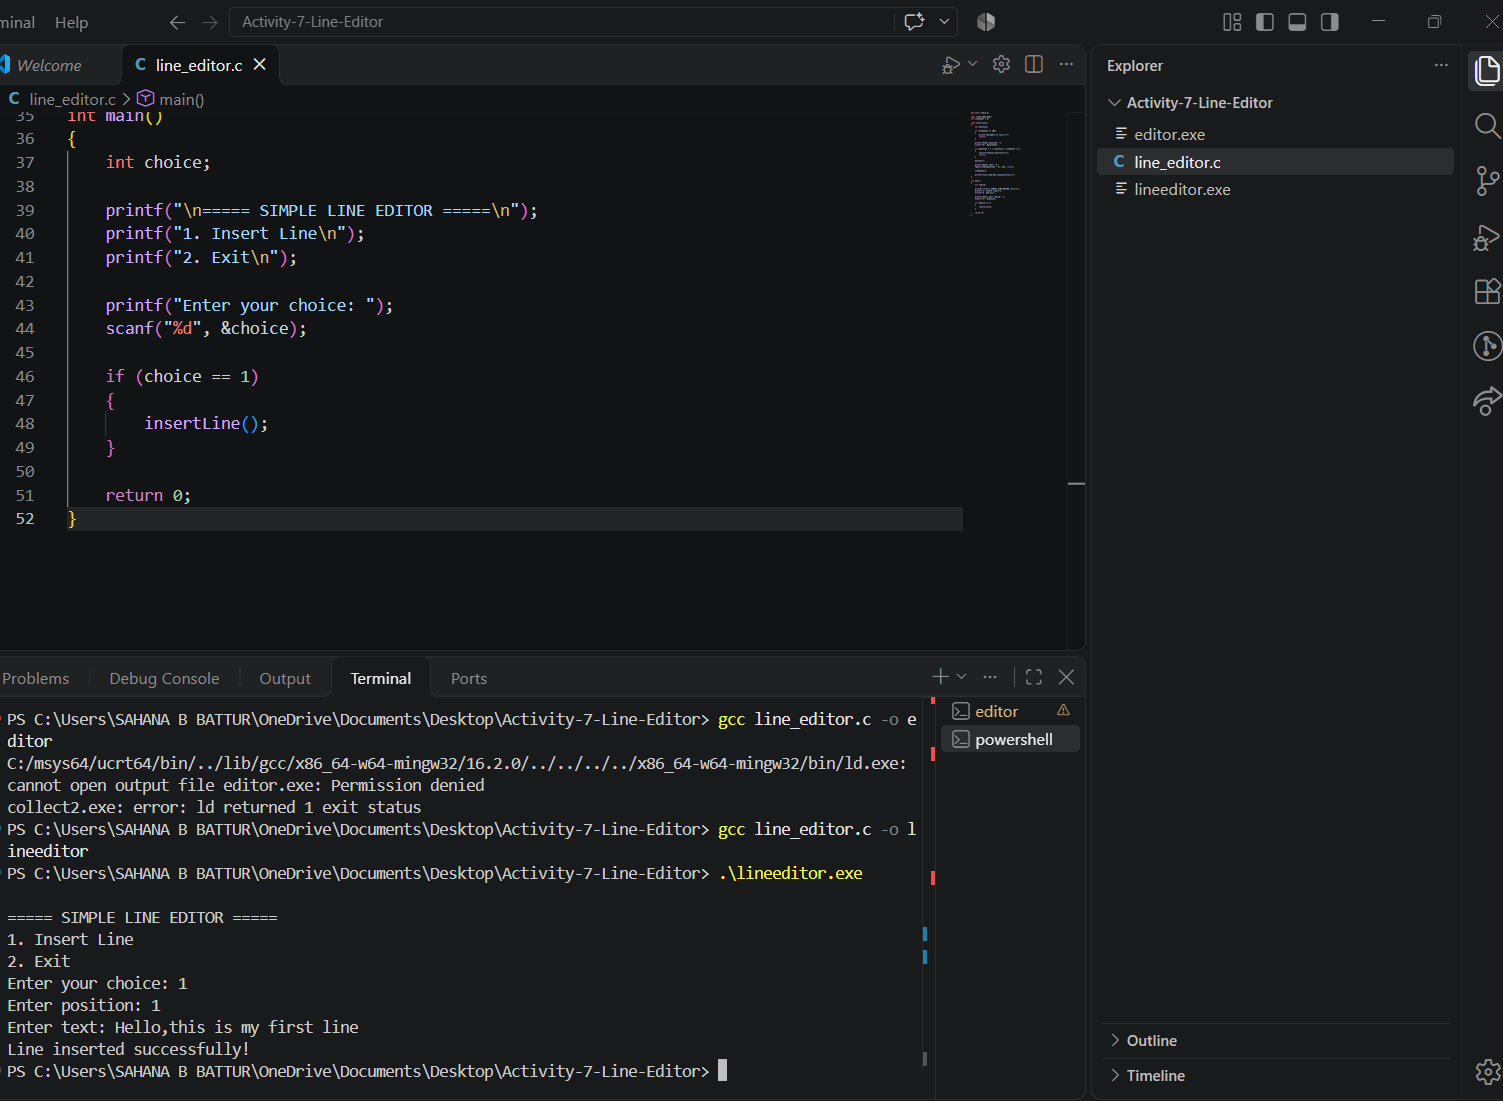 minal Help
Activity-7-Line-Editor
Welcome
C line_editor.c
C line_editor.c > main()
35 int main()
36 {
37 int choice;
38
39 printf("\n===== SIMPLE LINE EDITOR =====\n");
40 printf("1. Insert Line\n");
41 printf("2. Exit\n");
42
43 printf("Enter your choice: ");
44 scanf("%d", &choice);
45
46 if (choice == 1)
47 {
48 insertLine();
49 }
50
51 return 0;
52 }
Problems Debug Console Output Terminal Ports
PS C:\Users\SAHANA B BATTUR\OneDrive\Documents\Desktop\Activity-7-Line-Editor> gcc line_editor.c -o e
ditor
C:/msys64/ucrt64/bin/../lib/gcc/x86_64-w64-mingw32/16.2.0/../../../../x86_64-w64-mingw32/bin/ld.exe:
cannot open output file editor.exe: Permission denied
collect2.exe: error: ld returned 1 exit status
PS C:\Users\SAHANA B BATTUR\OneDrive\Documents\Desktop\Activity-7-Line-Editor> gcc line_editor.c -o l
ineeditor
PS C:\Users\SAHANA B BATTUR\OneDrive\Documents\Desktop\Activity-7-Line-Editor> .\lineeditor.exe
===== SIMPLE LINE EDITOR =====
1. Insert Line
2. Exit
Enter your choice: 1
Enter position: 1
Enter text: Hello,this is my first line
Line inserted successfully!
PS C:\Users\SAHANA B BATTUR\OneDrive\Documents\Desktop\Activity-7-Line-Editor>
editor
powershell
Explorer
Activity-7-Line-Editor
editor.exe
C line_editor.c
lineeditor.exe
Outline
Timeline